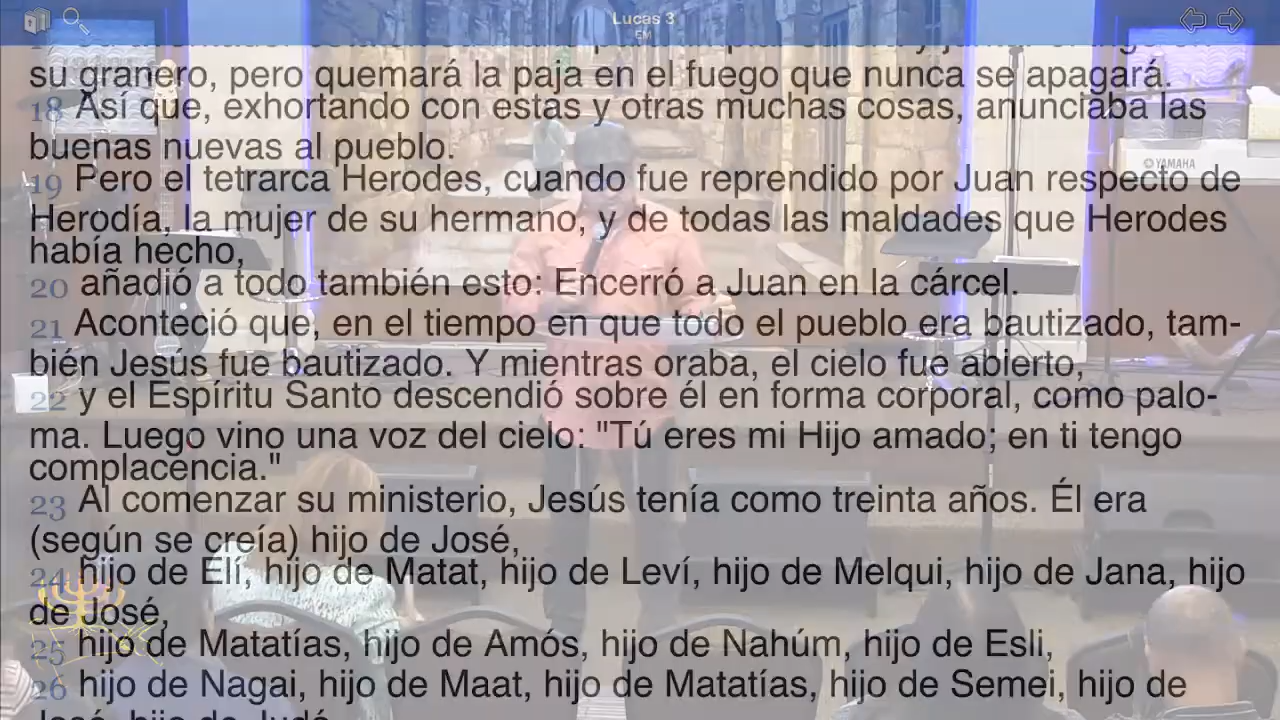 Lucas 3
EM
su granero, pero quemará la paja en el fuego que nunca se apagará.
18 Así que, exhortando con estas y otras muchas cosas, anunciaba las
buenas nuevas al pueblo.
19 Pero el tetrarca Herodes, cuando fue reprendido por Juan respecto de
Herodía, la mujer de su hermano, y de todas las maldades que Herodes
había hecho,
20 añadió a todo también esto: Encerró a Juan en la cárcel.
21 Aconteció que, en el tiempo en que todo el pueblo era bautizado, tam-
bién Jesús fue bautizado. Y mientras oraba, el cielo fue abierto,
22 y el Espíritu Santo descendió sobre él en forma corporal, como palo-
ma. Luego vino una voz del cielo: "Tú eres mi Hijo amado; en ti tengo
complacencia."
23 Al comenzar su ministerio, Jesús tenía como treinta años. Él era
(según se creía) hijo de José,
24 hijo de Elí, hijo de Matat, hijo de Leví, hijo de Melqui, hijo de Jana, hijo
de José,
25 hijo de Matatías, hijo de Amós, hijo de Nahúm, hijo de Esli,
26 hijo de Nagai, hijo de Maat, hijo de Matatías, hijo de Semei, hijo de
José, hijo de Judá
YAMAHA